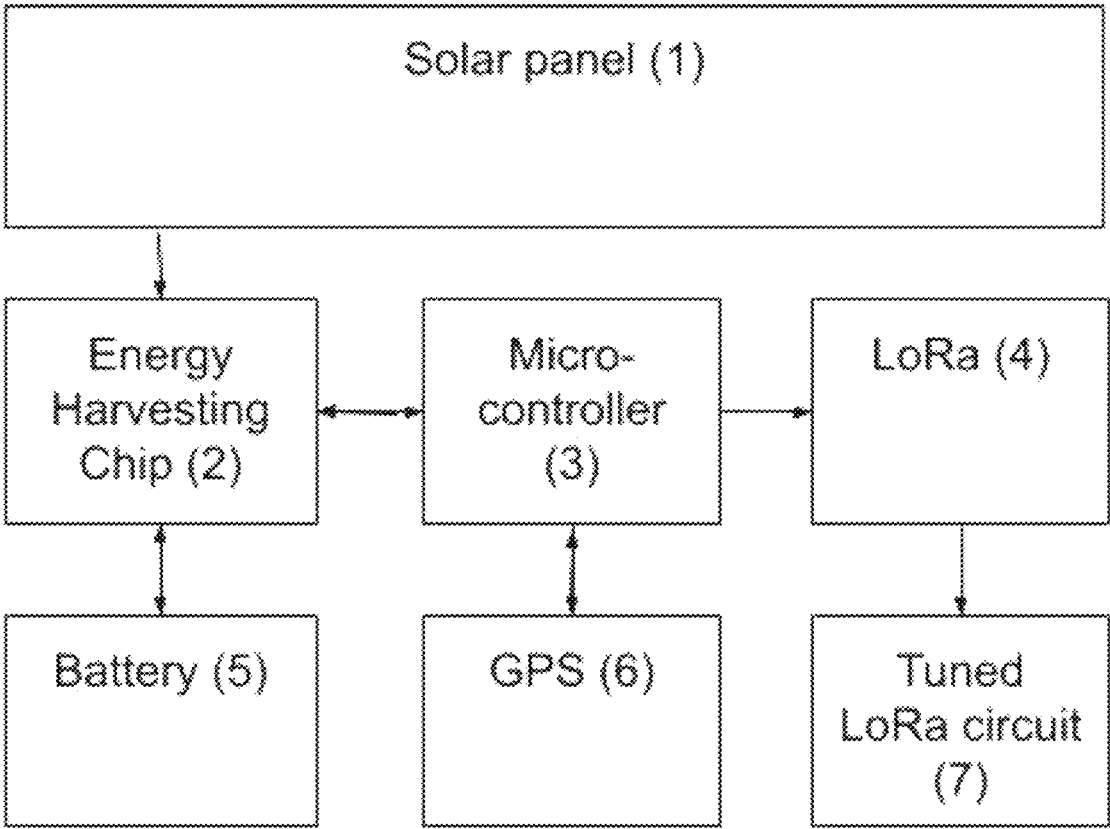 Solar panel (1)
Energy
Harvesting
Chip (2)
Micro-
controller
(3)
LoRa (4)
Battery (5)
GPS (6)
Tuned
LoRa circuit
(7)